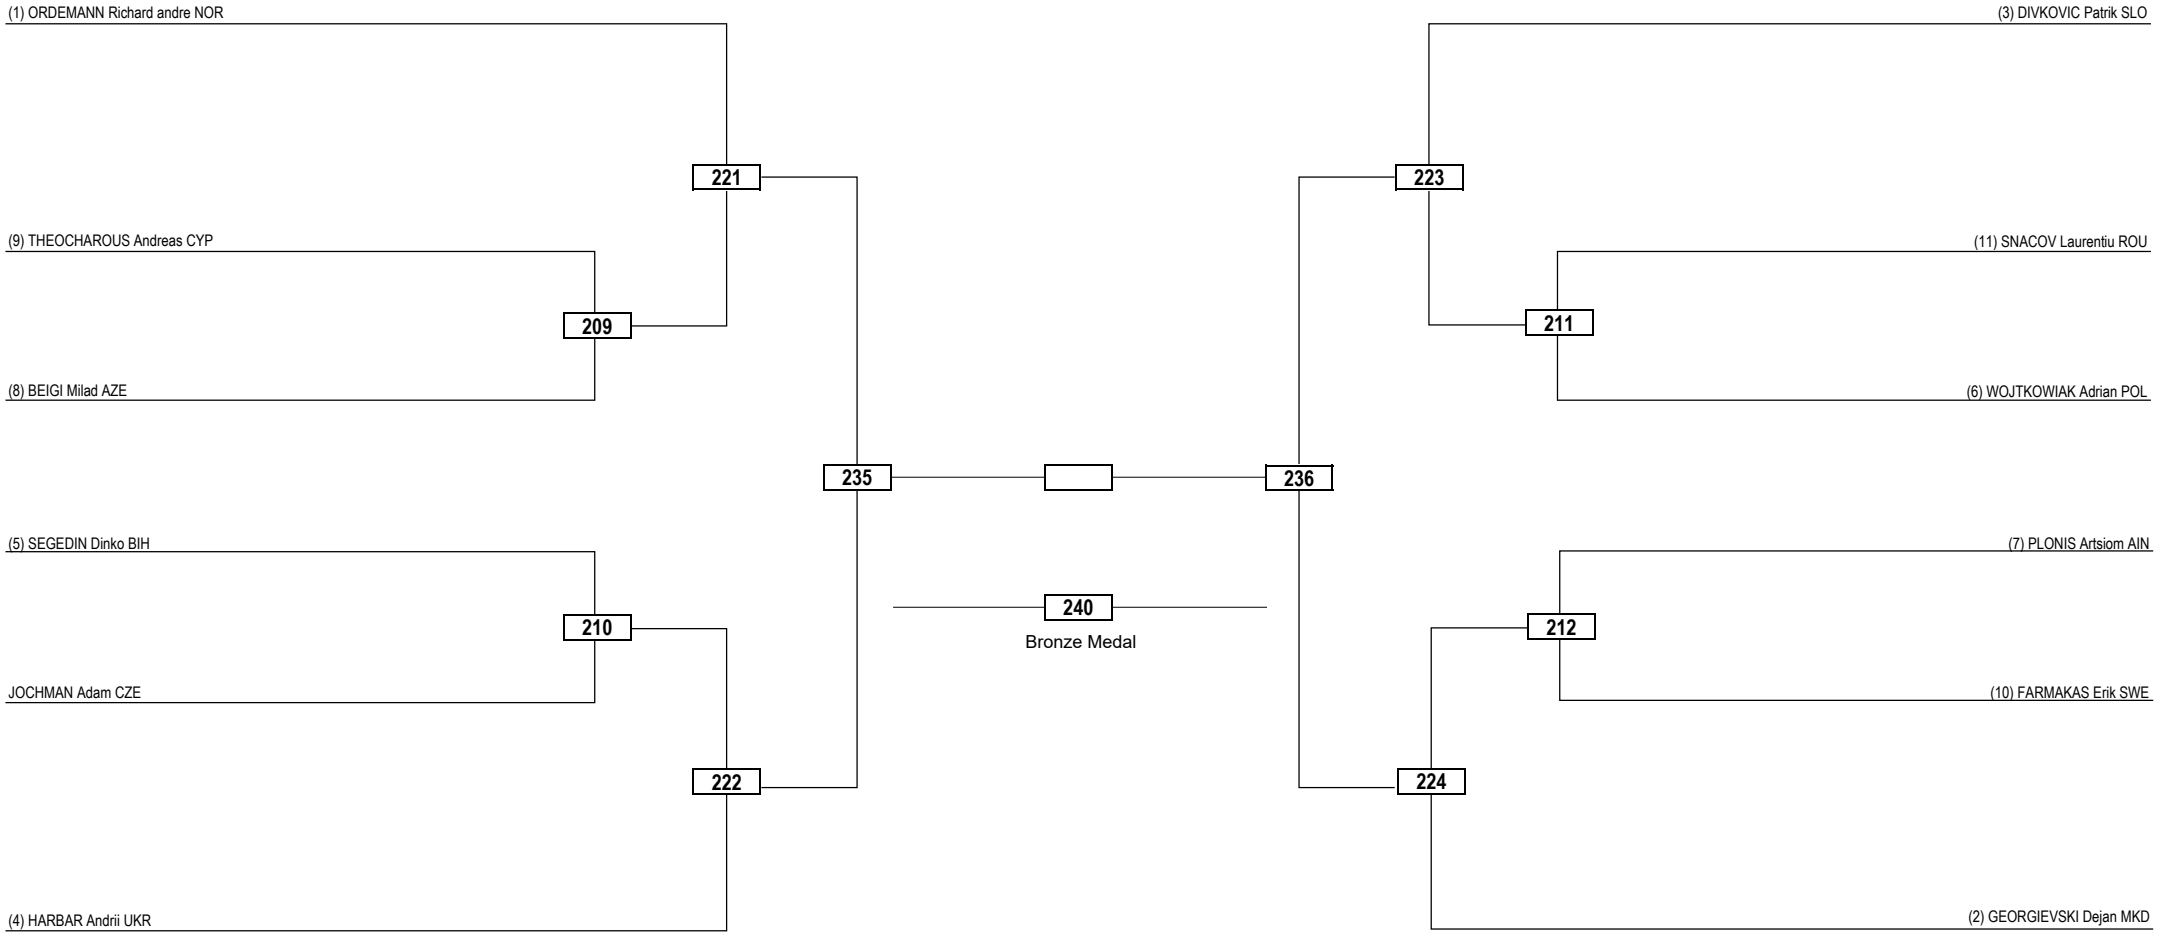 (1) ORDEMANN Richard andre NOR
(3) DIVKOVIC Patrik SLO
221
223
(9) THEOCHAROUS Andreas CYP
(11) SNACOV Laurentiu ROU
209
211
(8) BEIGI Milad AZE
(6) WOJTKOWIAK Adrian POL
235
236
(5) SEGEDIN Dinko BIH
(7) PLONIS Artsiom AIN
240
Bronze Medal
210
212
JOCHMAN Adam CZE
(10) FARMAKAS Erik SWE
222
224
(4) HARBAR Andrii UKR
(2) GEORGIEVSKI Dejan MKD